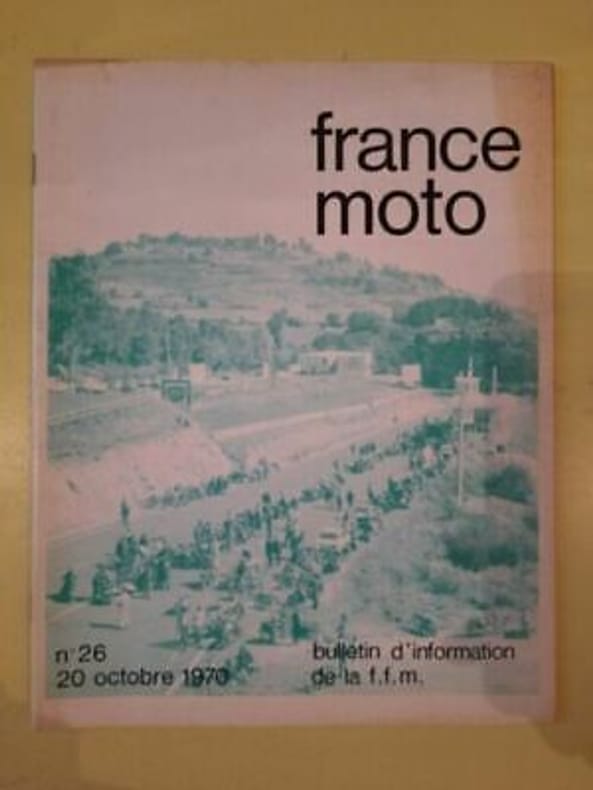 france
moto
n° 26
20 octobre 1970
bulletin d'information
de la f.f.m.